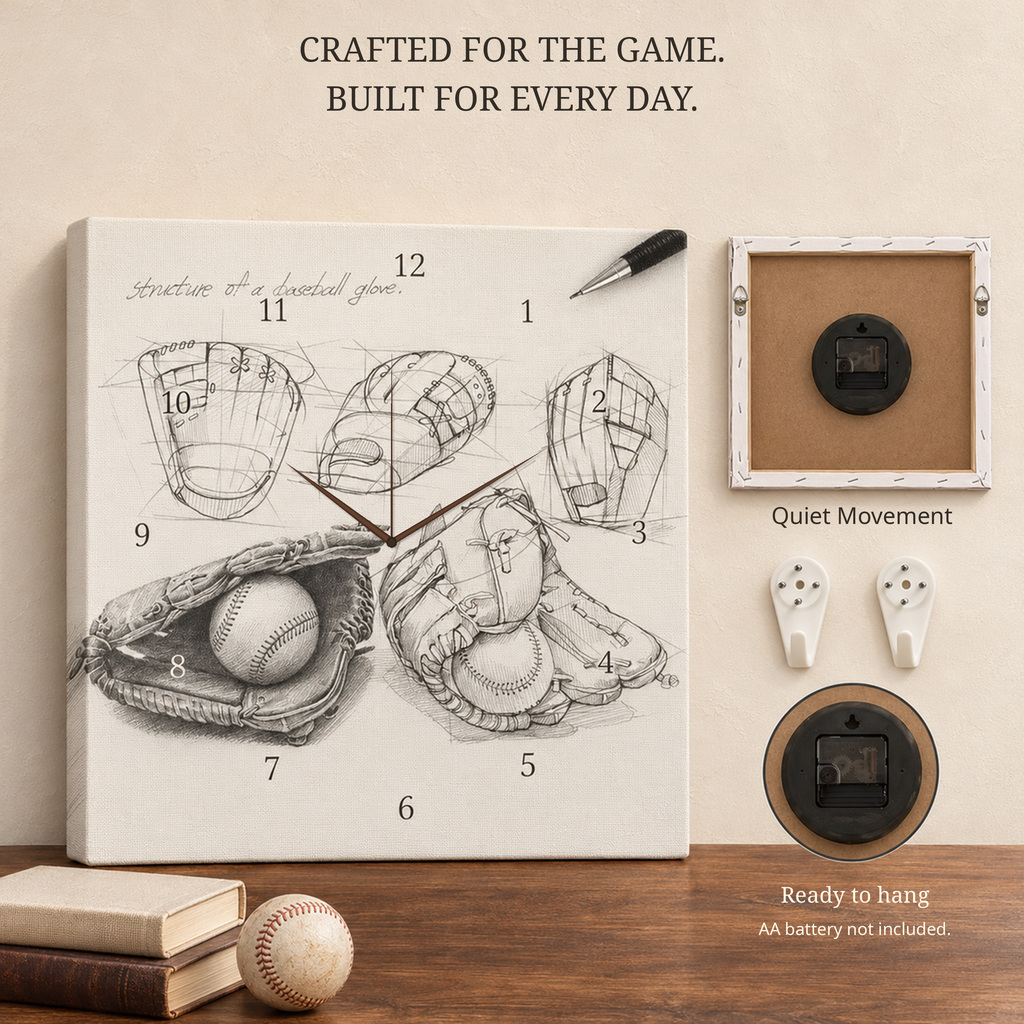 CRAFTED FOR THE GAME.
BUILT FOR EVERY DAY.
structure of a baseball glove.
12
11
1
10
2
9
3
8
4
7
5
6
Quiet Movement
Ready to hang
AA battery not included.